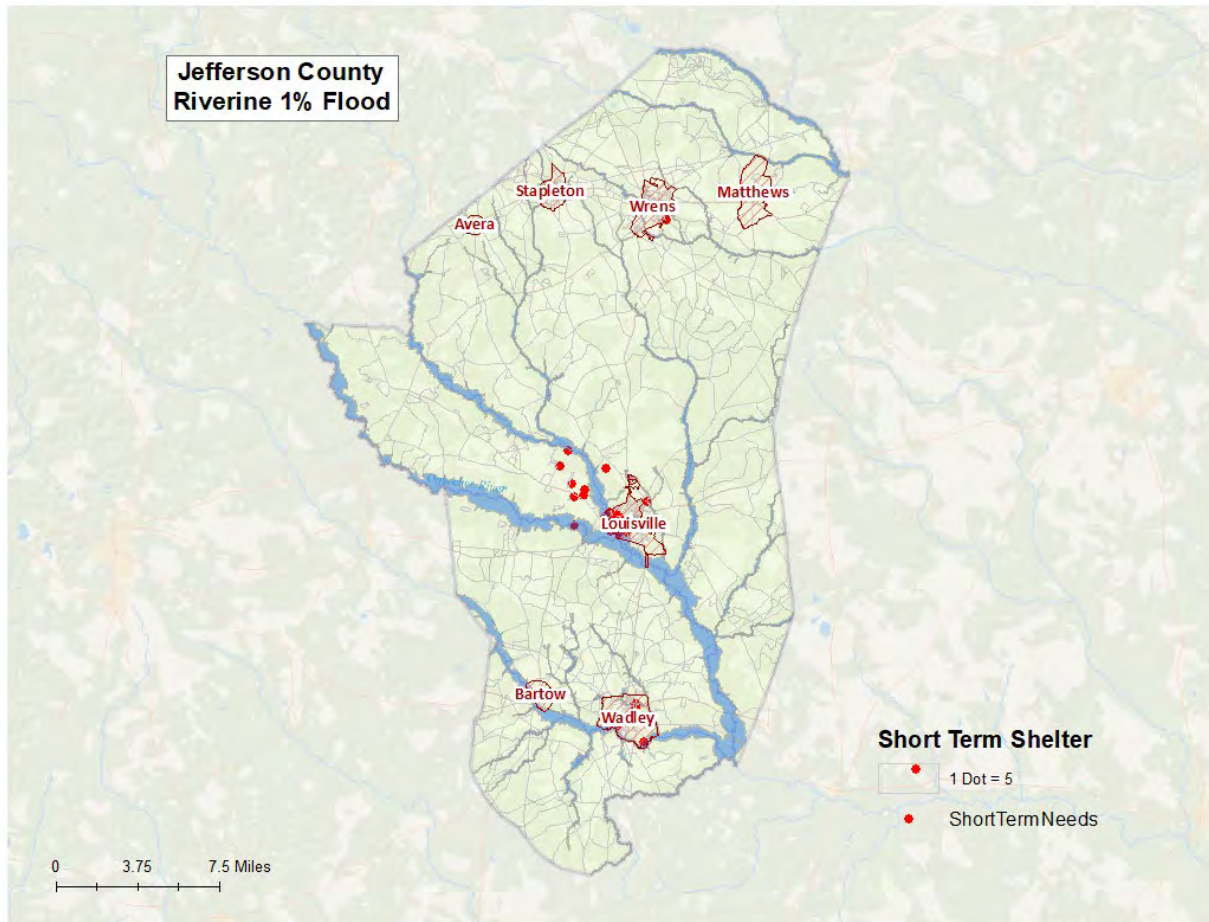 Jefferson County
Riverine 1% Flood
Stapleton
Wrens
Matthews
Avera
River
Louisville
Bartow
Wadley
Short Term Shelter
1 Dot = 5
ShortTermNeeds
0 3.75 7.5 Miles